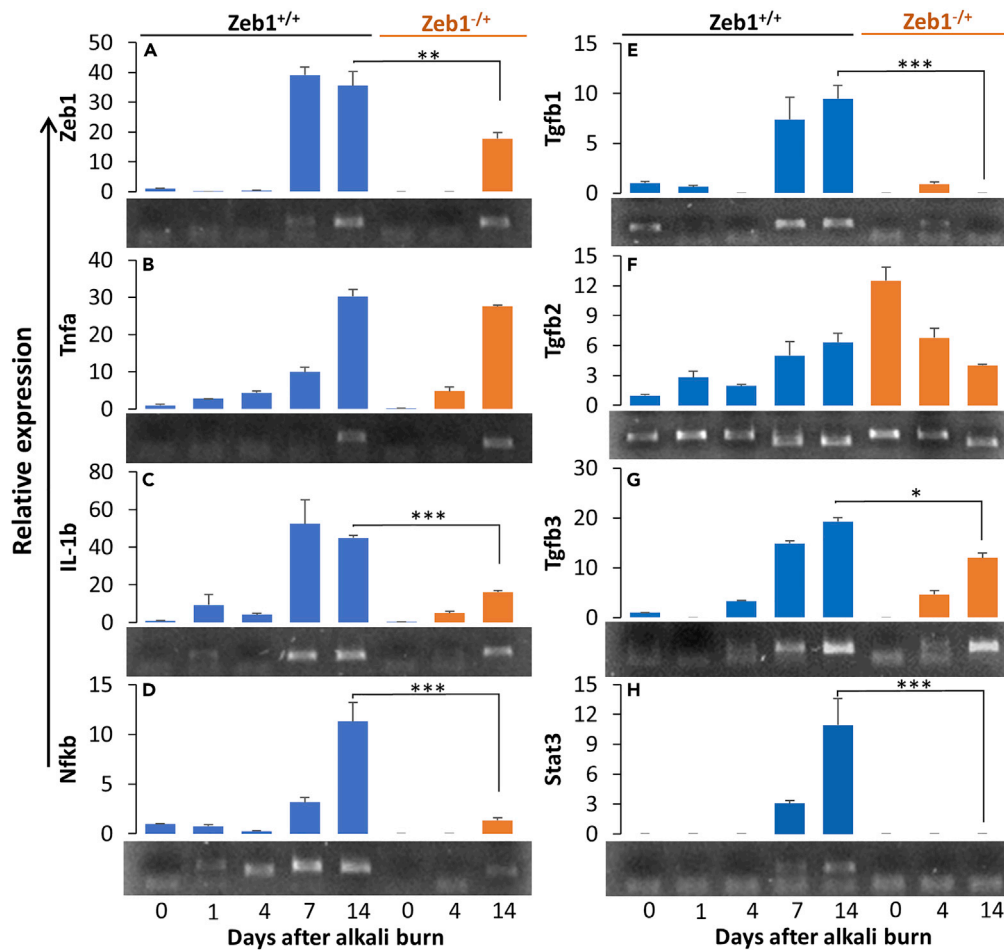 Zeb1+/+ Zeb1-/+ Zeb1+/+ Zeb1-/+
Relative expression
A
Zeb1
50
40
30
20
10
0
**
B
Tnfa
40
30
20
10
0
C
IL-1b
80
60
40
20
0
***
D
Nfkb
15
10
5
0
***
0 1 4 7 14 0 4 14
Days after alkali burn
E
Tgfb1
15
10
5
0
***
F
Tgfb2
15
12
9
6
3
0
G
Tgfb3
30
20
10
0
*
H
Stat3
15
12
9
6
3
0
***
0 1 4 7 14 0 4 14
Days after alkali burn